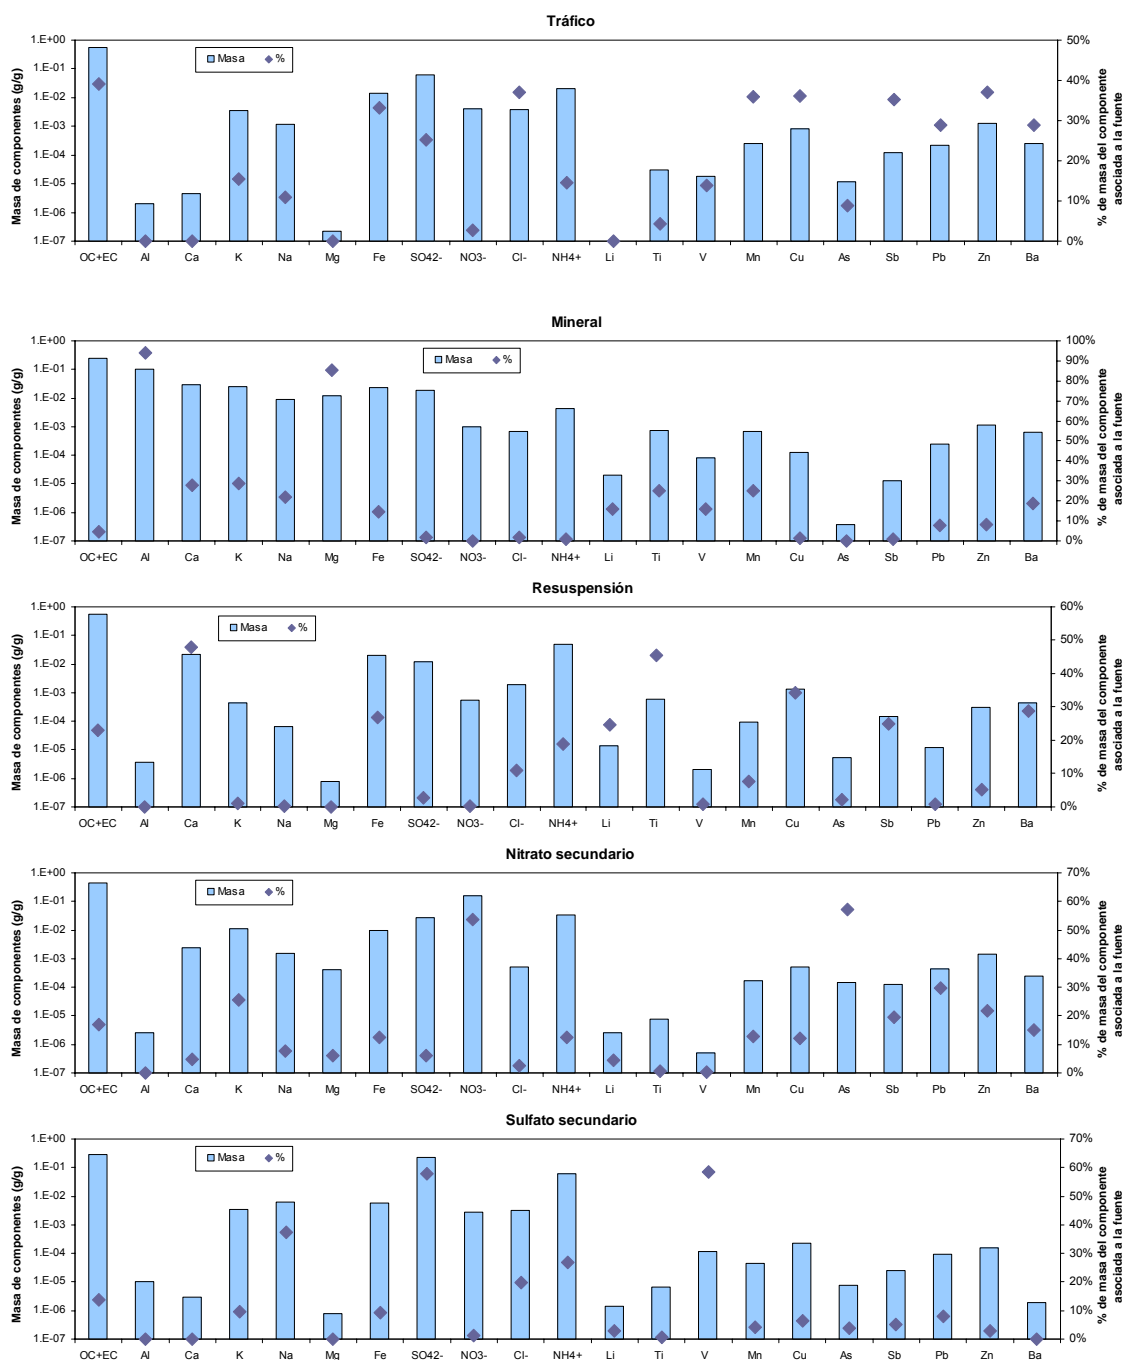 Tráfico
Masa de componentes (g/g)
1.E+00
1.E-01
1.E-02
1.E-03
1.E-04
1.E-05
1.E-06
1.E-07
Masa %
50%
40%
30%
20%
10%
0%
% de masa del componente
asociada a la fuente
OC+EC Al Ca K Na Mg Fe SO42- NO3- Cl- NH4+ Li Ti V Mn Cu As Sb Pb Zn Ba
Mineral
Masa de componentes (g/g)
1.E+00
1.E-01
1.E-02
1.E-03
1.E-04
1.E-05
1.E-06
1.E-07
Masa %
100%
90%
80%
70%
60%
50%
40%
30%
20%
10%
0%
% de masa del componente
asociada a la fuente
OC+EC Al Ca K Na Mg Fe SO42- NO3- Cl- NH4+ Li Ti V Mn Cu As Sb Pb Zn Ba
Resuspensión
Masa de componentes (g/g)
1.E+00
1.E-01
1.E-02
1.E-03
1.E-04
1.E-05
1.E-06
1.E-07
Masa %
60%
50%
40%
30%
20%
10%
0%
% de masa del componente
asociada a la fuente
OC+EC Al Ca K Na Mg Fe SO42- NO3- Cl- NH4+ Li Ti V Mn Cu As Sb Pb Zn Ba
Nitrato secundario
Masa de componentes (g/g)
1.E+00
1.E-01
1.E-02
1.E-03
1.E-04
1.E-05
1.E-06
1.E-07
Masa %
70%
60%
50%
40%
30%
20%
10%
0%
% de masa del componente
asociada a la fuente
OC+EC Al Ca K Na Mg Fe SO42- NO3- Cl- NH4+ Li Ti V Mn Cu As Sb Pb Zn Ba
Sulfato secundario
Masa de componentes (g/g)
1.E+00
1.E-01
1.E-02
1.E-03
1.E-04
1.E-05
1.E-06
1.E-07
Masa %
70%
60%
50%
40%
30%
20%
10%
0%
% de masa del componente
asociada a la fuente
OC+EC Al Ca K Na Mg Fe SO42- NO3- Cl- NH4+ Li Ti V Mn Cu As Sb Pb Zn Ba